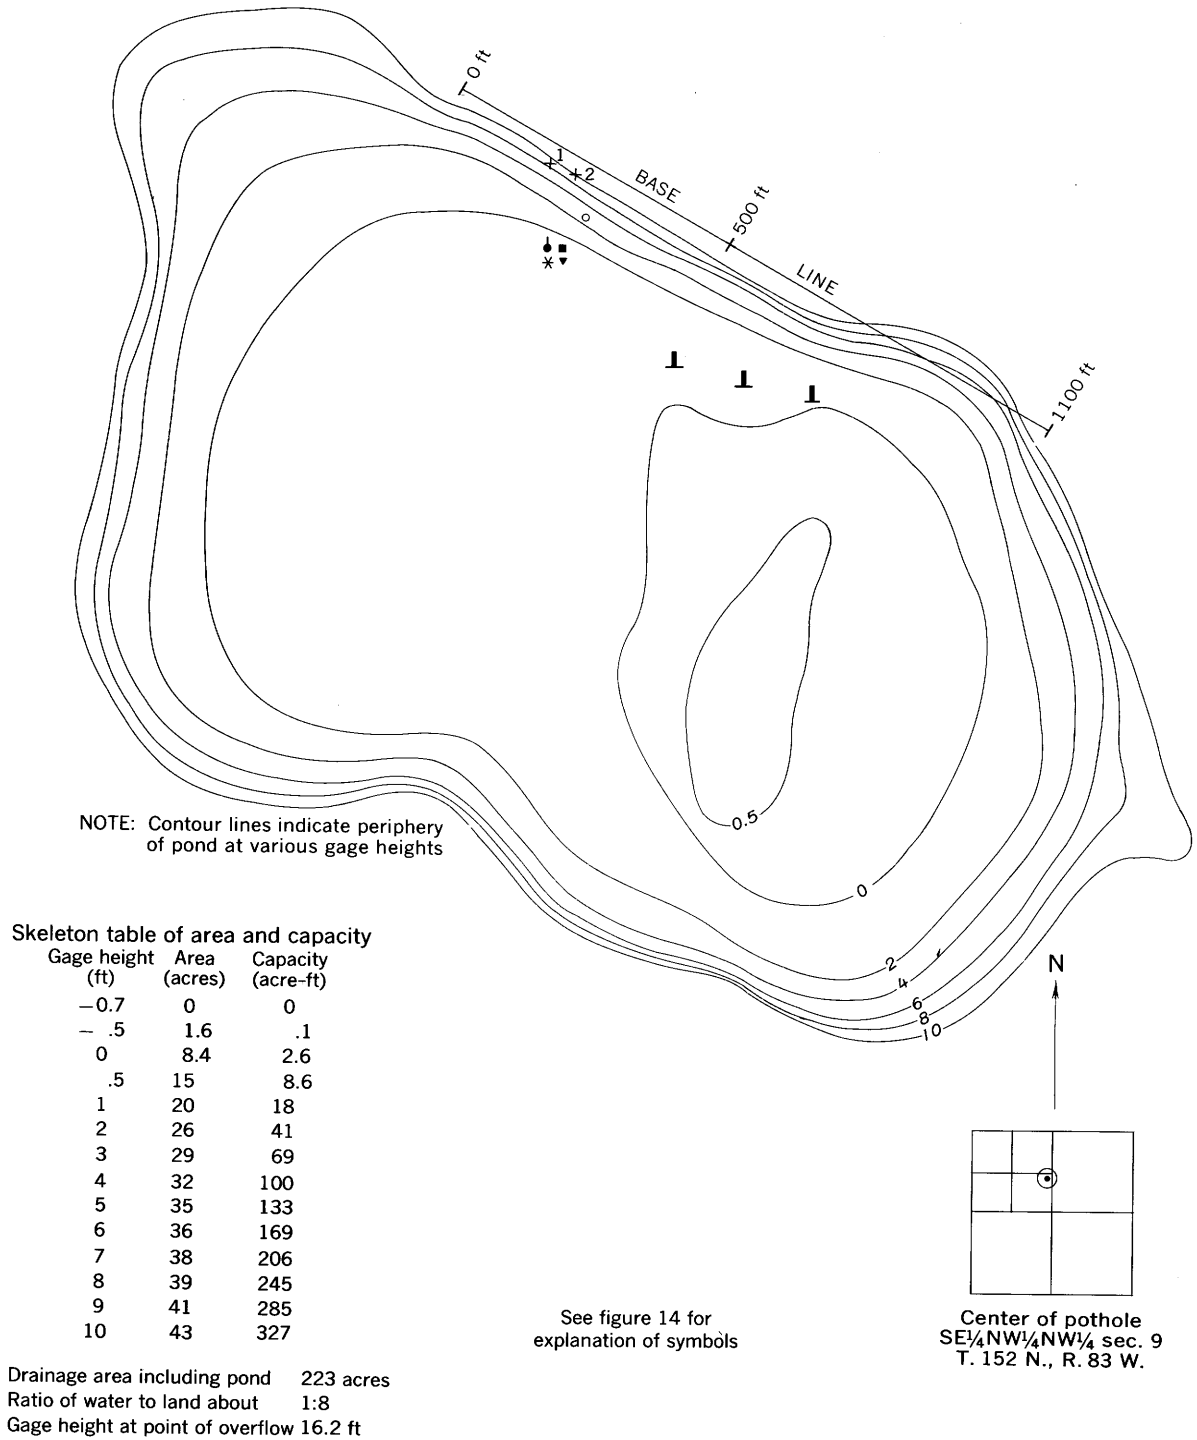 0 ft
1
2
BASE
500 ft
LINE
1100 ft
0.5
0
2
4
6
8
10
NOTE: Contour lines indicate periphery
of pond at various gage heights
Skeleton table of area and capacity
Gage height Area Capacity
(ft) (acres) (acre-ft)
−0.7 0 0
− .5 1.6 .1
0 8.4 2.6
.5 15 8.6
1 20 18
2 26 41
3 29 69
4 32 100
5 35 133
6 36 169
7 38 206
8 39 245
9 41 285
10 43 327
Drainage area including pond 223 acres
Ratio of water to land about 1:8
Gage height at point of overflow 16.2 ft
See figure 14 for
explanation of symbols
N
Center of pothole
SE¼NW¼NW¼ sec. 9
T. 152 N., R. 83 W.